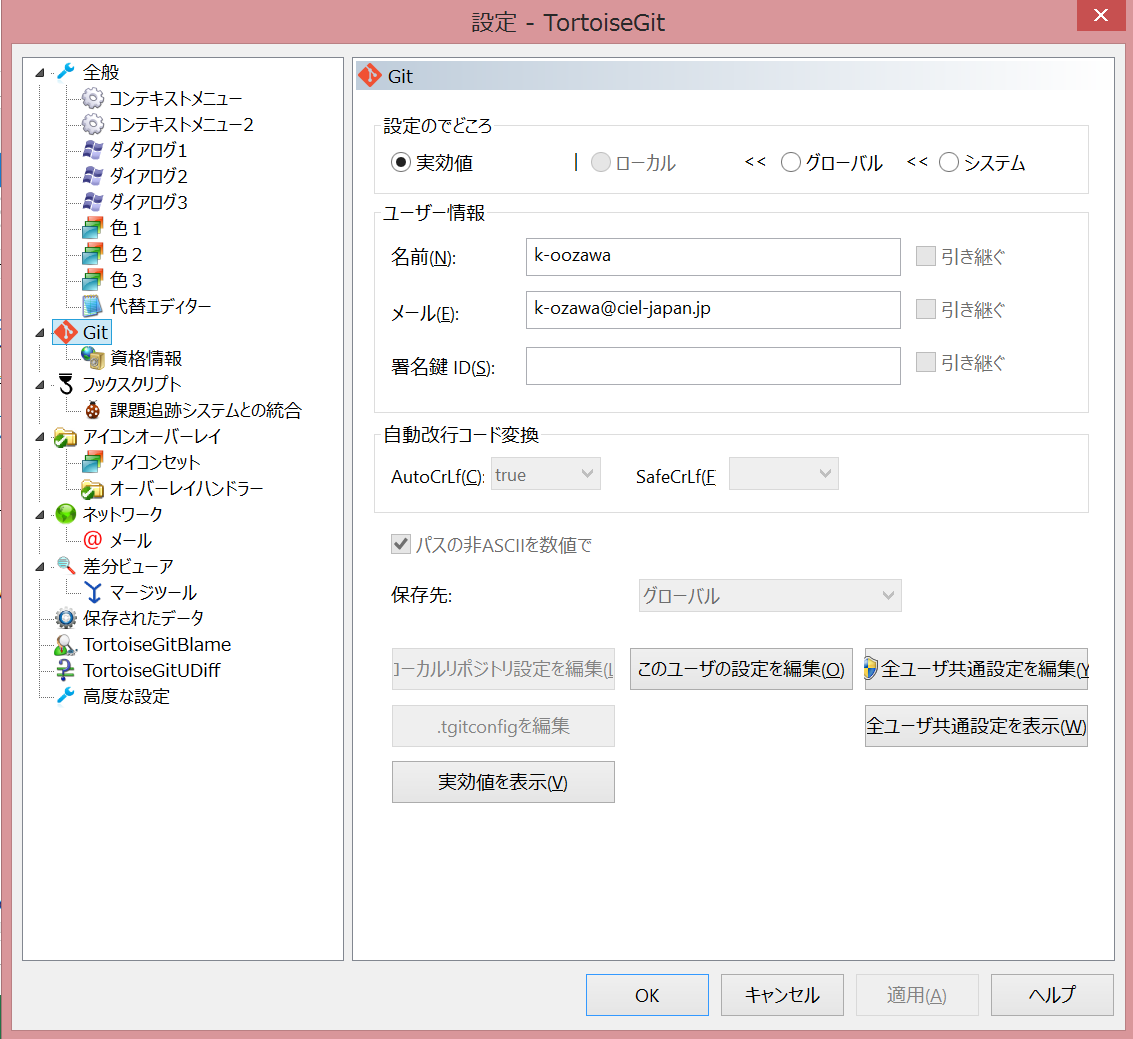 設定 - TortoiseGit
全般
コンテキストメニュー
コンテキストメニュー2
ダイアログ1
ダイアログ2
ダイアログ3
色 1
色 2
色 3
代替エディター
Git
資格情報
フックスクリプト
課題追跡システムとの統合
アイコンオーバーレイ
アイコンセット
オーバーレイハンドラー
ネットワーク
メール
差分ビューア
マージツール
保存されたデータ
TortoiseGitBlame
TortoiseGitUDiff
高度な設定
Git
設定のでどころ
実効値 | ローカル << グローバル << システム
ユーザー情報
名前(N): k-oozawa 引き継ぐ
メール(E): k-ozawa@ciel-japan.jp 引き継ぐ
署名鍵 ID(S): 引き継ぐ
自動改行コード変換
AutoCrLf(C): true SafeCrLf(F
パスの非ASCIIを数値で
保存先: グローバル
ローカルリポジトリ設定を編集(L このユーザの設定を編集(O) 全ユーザ共通設定を編集(Y
.tgitconfigを編集 全ユーザ共通設定を表示(W)
実効値を表示(V)
OK キャンセル 適用(A) ヘルプ